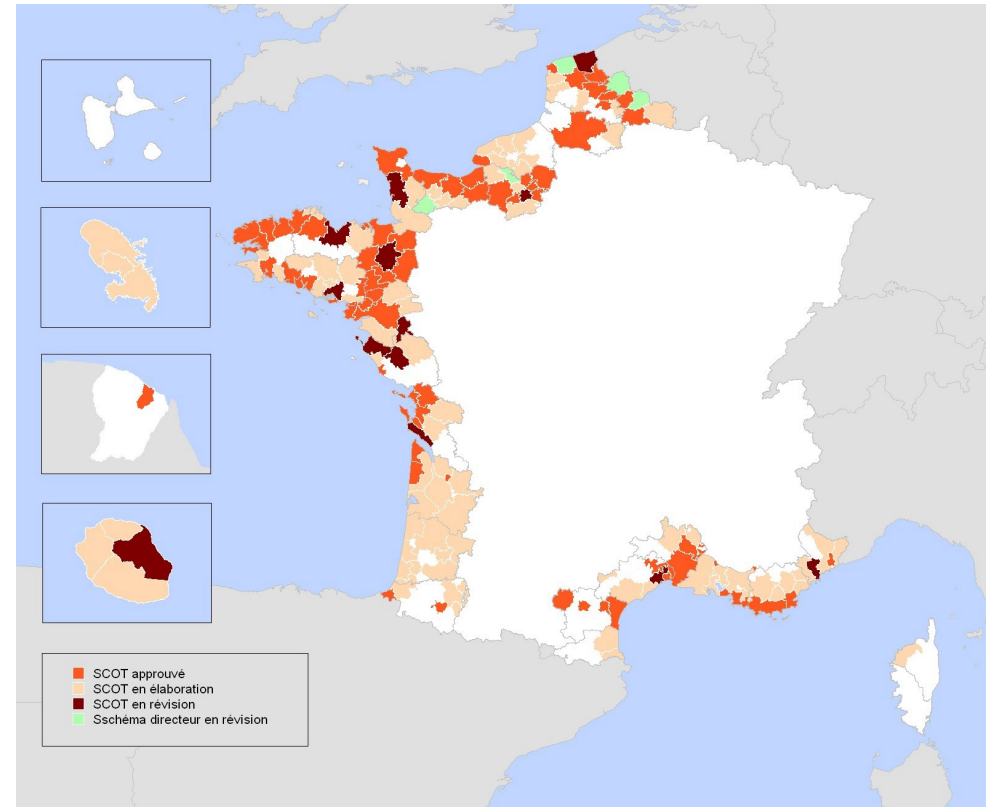 SCOT approuvé
SCOT en élaboration
SCOT en révision
Sschéma directeur en révision